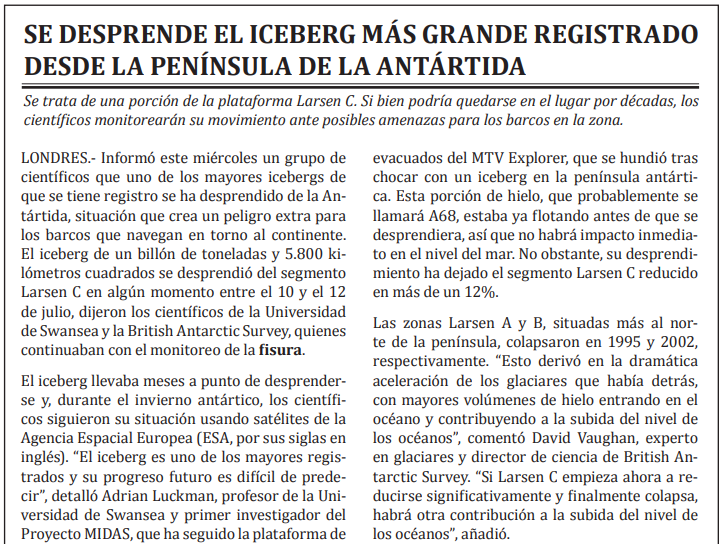 SE DESPRENDE EL ICEBERG MÁS GRANDE REGISTRADO
DESDE LA PENÍNSULA DE LA ANTÁRTIDA
Se trata de una porción de la plataforma Larsen C. Si bien podría quedarse en el lugar por décadas, los
científicos monitorearán su movimiento ante posibles amenazas para los barcos en la zona.
LONDRES.- Informó este miércoles un grupo de
científicos que uno de los mayores icebergs de
que se tiene registro se ha desprendido de la An-
tártida, situación que crea un peligro extra para
los barcos que navegan en torno al continente.
El iceberg de un billón de toneladas y 5.800 ki-
lómetros cuadrados se desprendió del segmento
Larsen C en algún momento entre el 10 y el 12
de julio, dijeron los científicos de la Universidad
de Swansea y la British Antarctic Survey, quienes
continuaban con el monitoreo de la fisura.
El iceberg llevaba meses a punto de desprender-
se y, durante el invierno antártico, los científi-
cos siguieron su situación usando satélites de la
Agencia Espacial Europea (ESA, por sus siglas en
inglés). “El iceberg es uno de los mayores regis-
trados y su progreso futuro es difícil de prede-
cir”, detalló Adrian Luckman, profesor de la Uni-
versidad de Swansea y primer investigador del
Proyecto MIDAS, que ha seguido la plataforma de
evacuados del MTV Explorer, que se hundió tras
chocar con un iceberg en la península antárti-
ca. Esta porción de hielo, que probablemente se
llamará A68, estaba ya flotando antes de que se
desprendiera, así que no habrá impacto inmedia-
to en el nivel del mar. No obstante, su desprendi-
miento ha dejado el segmento Larsen C reducido
en más de un 12%.
Las zonas Larsen A y B, situadas más al nor-
te de la península, colapsaron en 1995 y 2002,
respectivamente. “Esto derivó en la dramática
aceleración de los glaciares que había detrás,
con mayores volúmenes de hielo entrando en el
océano y contribuyendo a la subida del nivel de
los océanos”, comentó David Vaughan, experto
en glaciares y director de ciencia de British An-
tarctic Survey. “Si Larsen C empieza ahora a re-
ducirse significativamente y finalmente colapsa,
habrá otra contribución a la subida del nivel de
los océanos”, añadió.